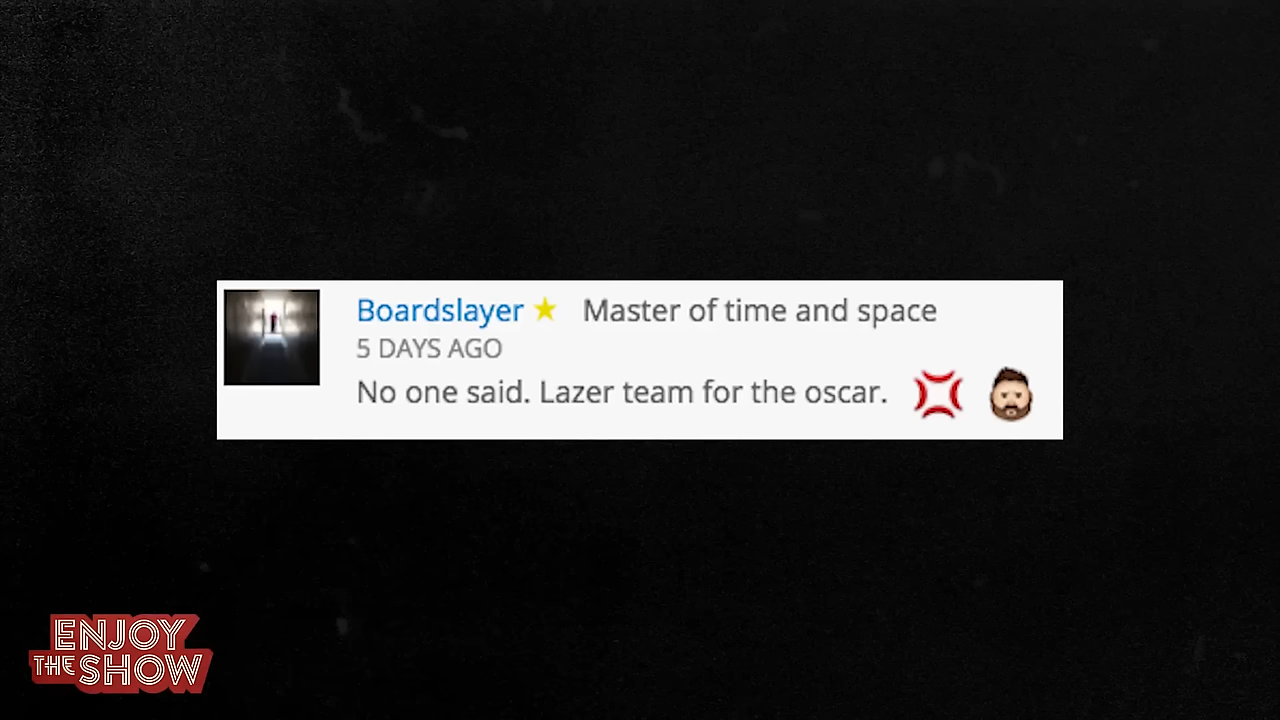 Boardslayer ★ Master of time and space
5 DAYS AGO
No one said. Lazer team for the oscar. 💢 🧔
ENJOY
THE SHOW